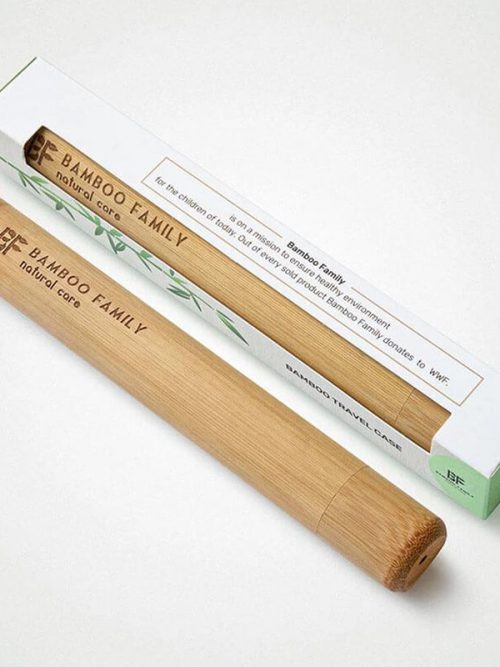 BF
BAMBOO FAMILY
natural care
Bamboo Family
is on a mission to ensure healthy environment
for the children of today. Out of every sold product Bamboo Family donates to WWF.
BAMBOO TRAVEL CASE
BF
BF
BAMBOO FAMILY
natural care